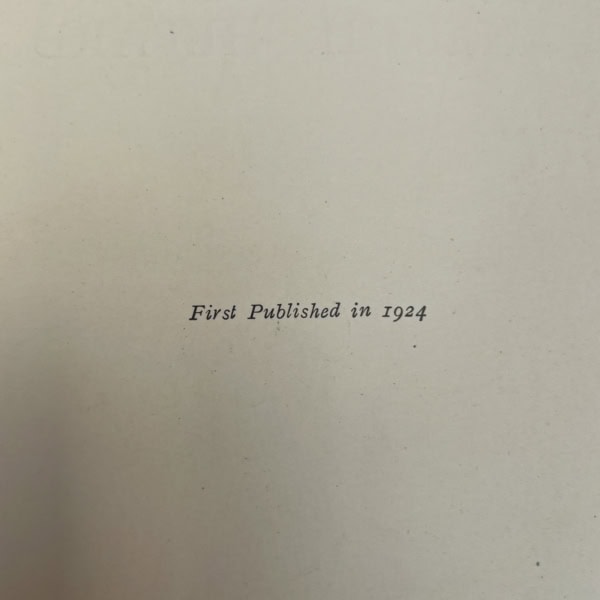 First Published in 1924